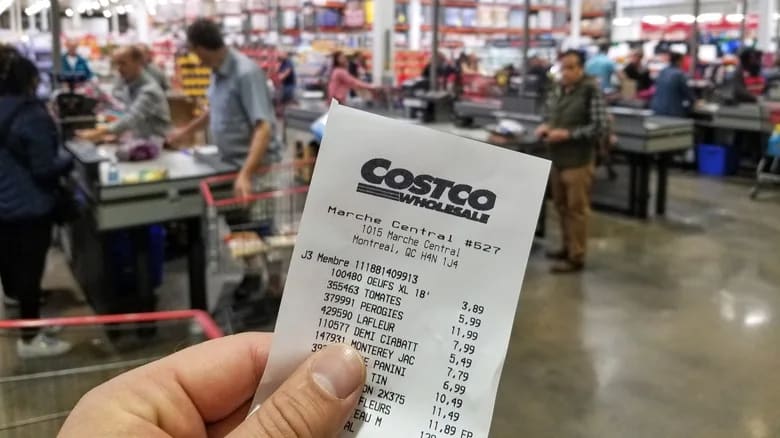 COSTCO
WHOLESALE
Marche Central #527
1015 Marche Central
Montreal, QC H4N 1J4
J3 Membre 111881409913
100480 OEUFS XL 18' 3.89
355463 TOMATES 5.99
379991 PEROGIES 11.99
429590 LAFLEUR 7.99
110577 DEMI CIABATT 5.49
147931 MONTEREY JAC 7.79
PANINI 6.99
TIN 10.49
2X375 11.49
11.89